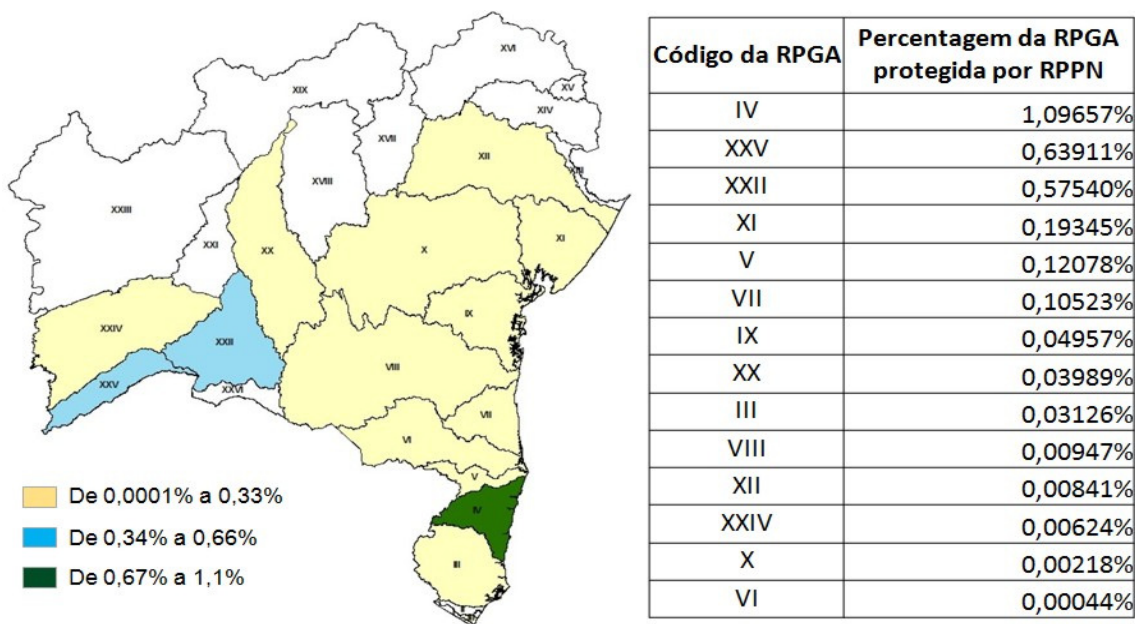 XVI
XV
XIX
XIV
XVII
XII
XVIII
XIII
XXIII
XXI
XX
X
XI
IX
XXIV
XXII
VIII
XXV
XXVI
VII
VI
V
IV
III
De 0,0001% a 0,33%
De 0,34% a 0,66%
De 0,67% a 1,1%
Código da RPGA Percentagem da RPGA protegida por RPPN
IV 1,09657%
XXV 0,63911%
XXII 0,57540%
XI 0,19345%
V 0,12078%
VII 0,10523%
IX 0,04957%
XX 0,03989%
III 0,03126%
VIII 0,00947%
XII 0,00841%
XXIV 0,00624%
X 0,00218%
VI 0,00044%